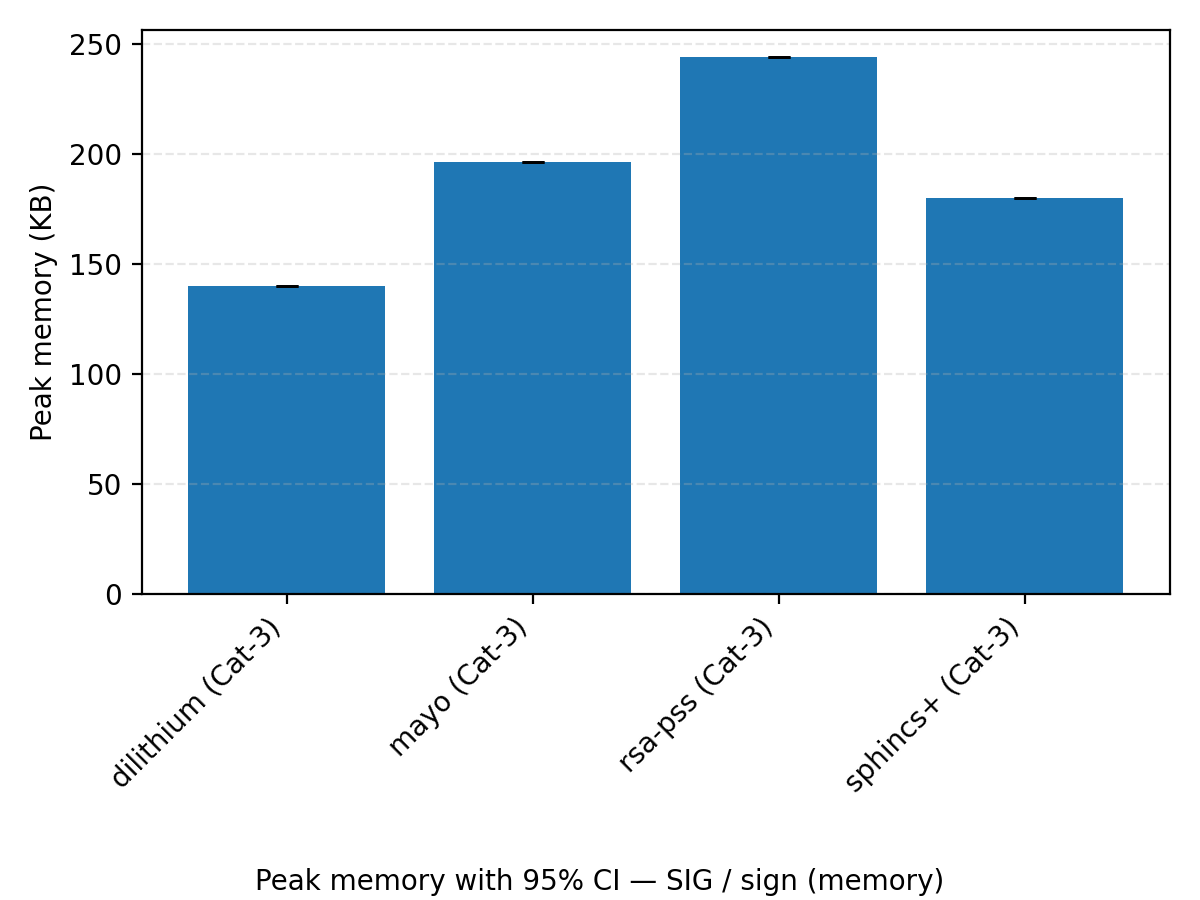 250
200
150
100
50
0
Peak memory (KB)
dilithium (Cat-3)
mayo (Cat-3)
rsa-pss (Cat-3)
sphincs+ (Cat-3)
Peak memory with 95% CI — SIG / sign (memory)